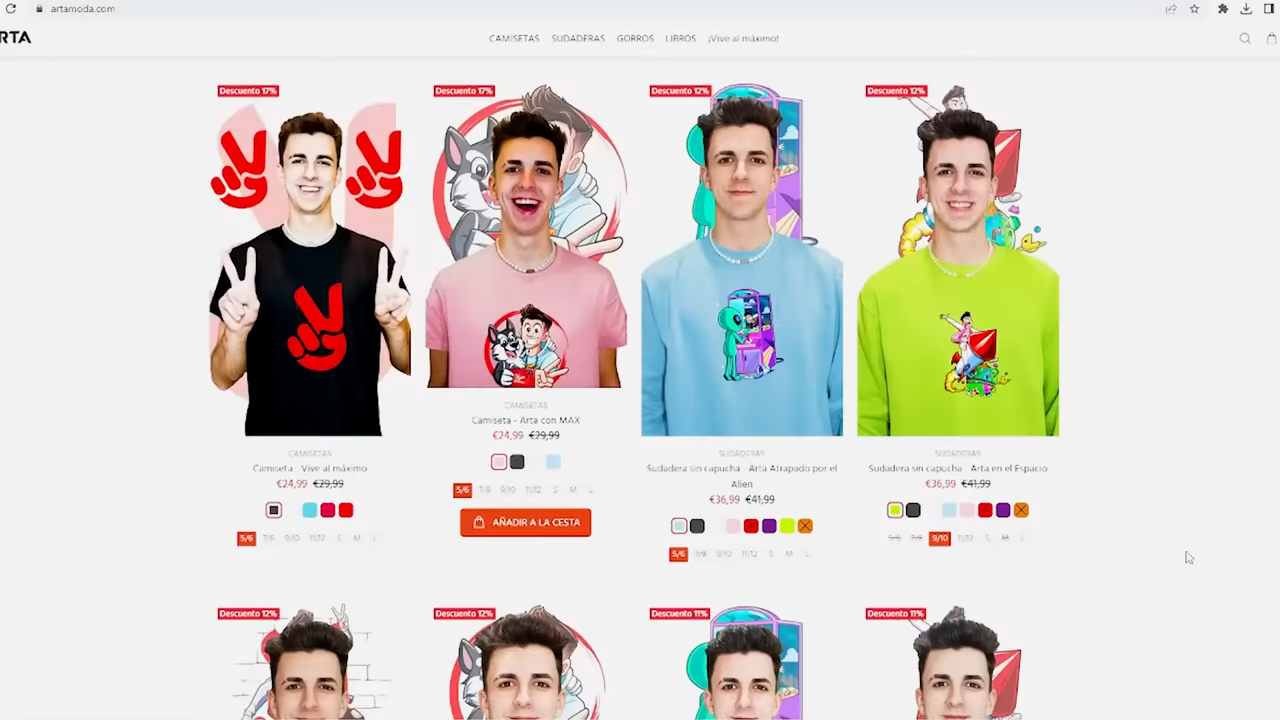 artamoda.com
RTA
CAMISETAS SUDADERAS GORROS LIBROS ¡Vive al máximo!
Descuento 17%
Descuento 17%
Descuento 12%
Descuento 12%
CAMISETAS
Camiseta - Vive al máximo
€24,99 €29,99
5/6 7/8 9/10 11/12 S M L
CAMISETAS
Camiseta - Arta con MAX
€24,99 €29,99
5/6 7/8 9/10 11/12 S M L
AÑADIR A LA CESTA
SUDADERAS
Sudadera sin capucha - Arta Atrapado por el
Alien
€36,99 €41,99
5/6 7/8 9/10 11/12 S M L
SUDADERAS
Sudadera sin capucha - Arta en el Espacio
€36,99 €41,99
5/6 7/8 9/10 11/12 S M L
Descuento 12%
Descuento 12%
Descuento 11%
Descuento 11%